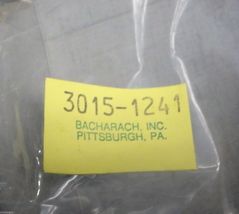 3015-1241
BACHARACH, INC.
PITTSBURGH, PA.